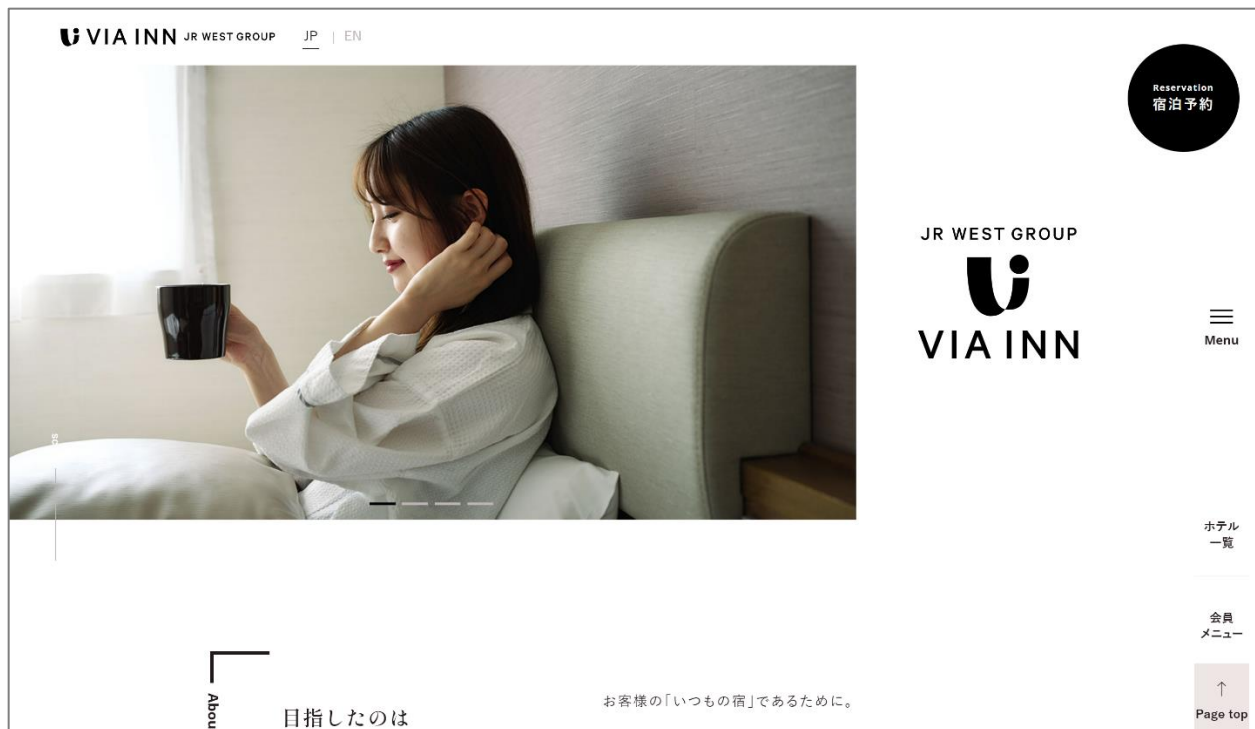 VIA INN JR WEST GROUP JP | EN
Reservation
宿泊予約
JR WEST GROUP
VIA INN
Menu
ホテル
一覧
会員
メニュー
お客様の「いつもの宿」であるために。
目指したのは
↑
Page top